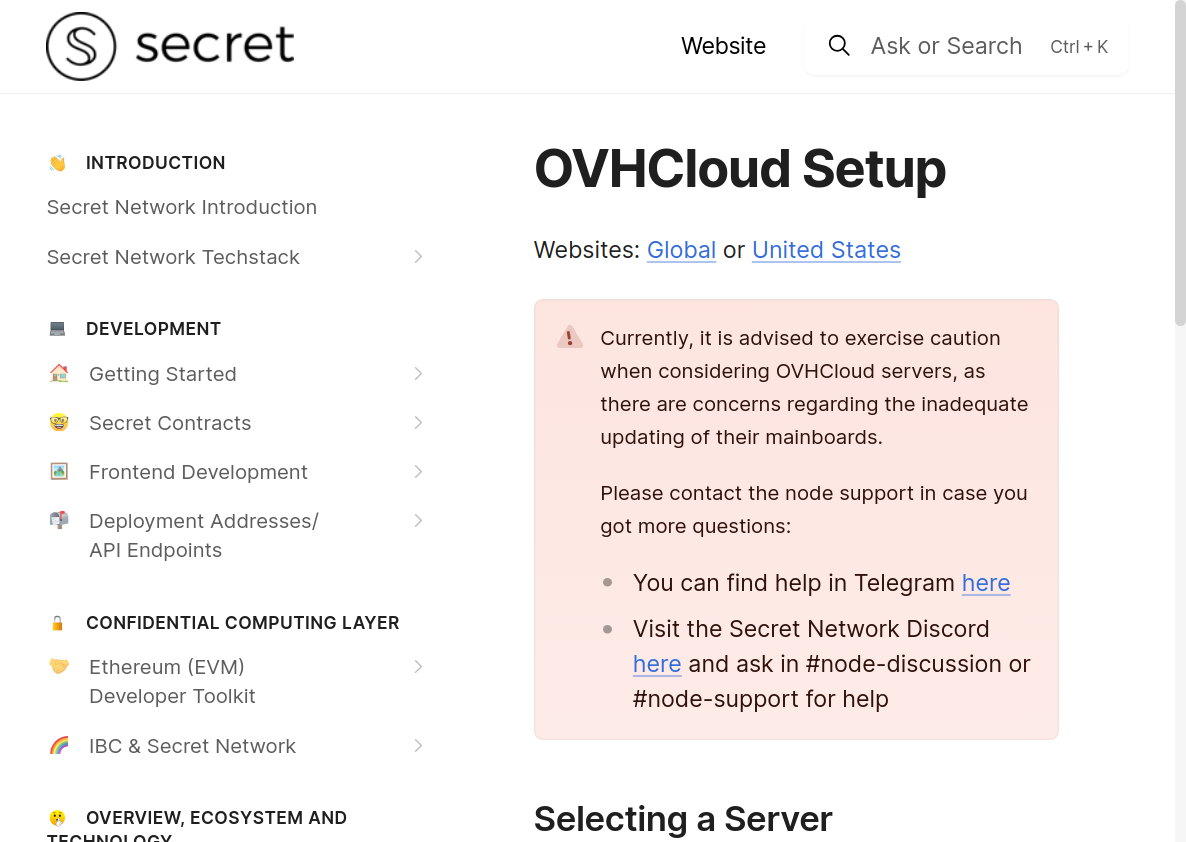 secret
Website
Ask or Search
Ctrl + K
INTRODUCTION
Secret Network Introduction
Secret Network Techstack
DEVELOPMENT
Getting Started
Secret Contracts
Frontend Development
Deployment Addresses/
API Endpoints
CONFIDENTIAL COMPUTING LAYER
Ethereum (EVM)
Developer Toolkit
IBC & Secret Network
OVERVIEW, ECOSYSTEM AND
TECHNOLOGY
OVHCloud Setup
Websites: Global or United States
Currently, it is advised to exercise caution
when considering OVHCloud servers, as
there are concerns regarding the inadequate
updating of their mainboards.
Please contact the node support in case you
got more questions:
You can find help in Telegram here
Visit the Secret Network Discord
here and ask in #node-discussion or
#node-support for help
Selecting a Server